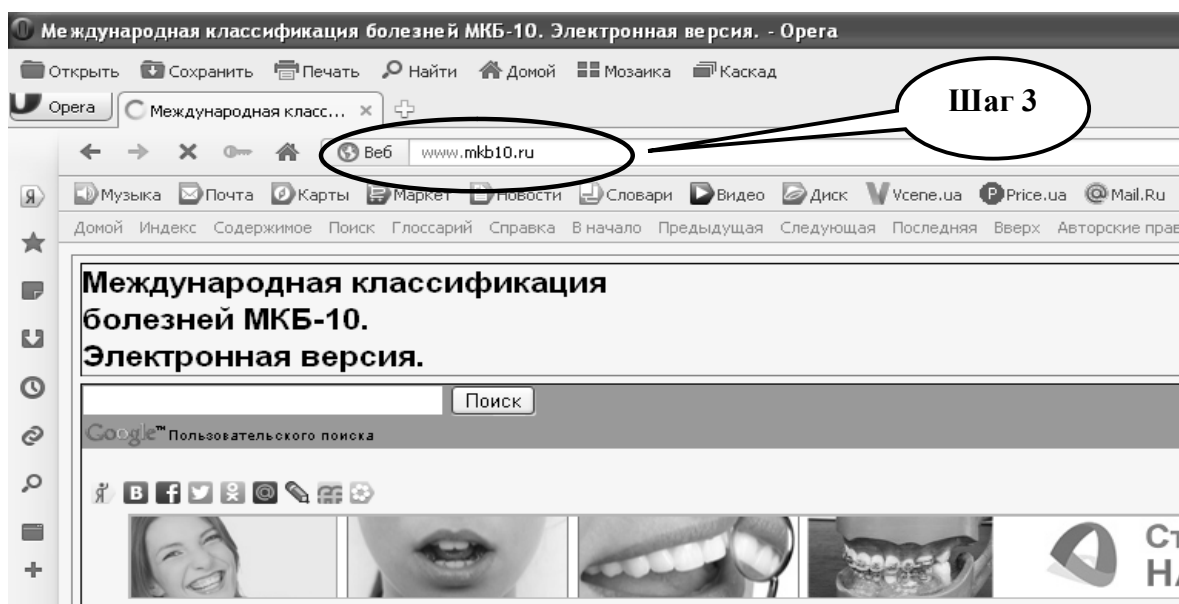 Международная классификация болезней МКБ-10. Электронная версия. - Opera
Открыть Сохранить Печать Найти Домой Мозаика Каскад
Opera Международная класс...
Шаг 3
Веб www.mkb10.ru
Я Музыка Почта Карты Маркет Новости Словари Видео Диск Vcene.ua Price.ua Mail.Ru
Домой Индекс Содержимое Поиск Глоссарий Справка В начало Предыдущая Следующая Последняя Вверх Авторские прав
Международная классификация
болезней МКБ-10.
Электронная версия.
Поиск
Google™ Пользовательского поиска